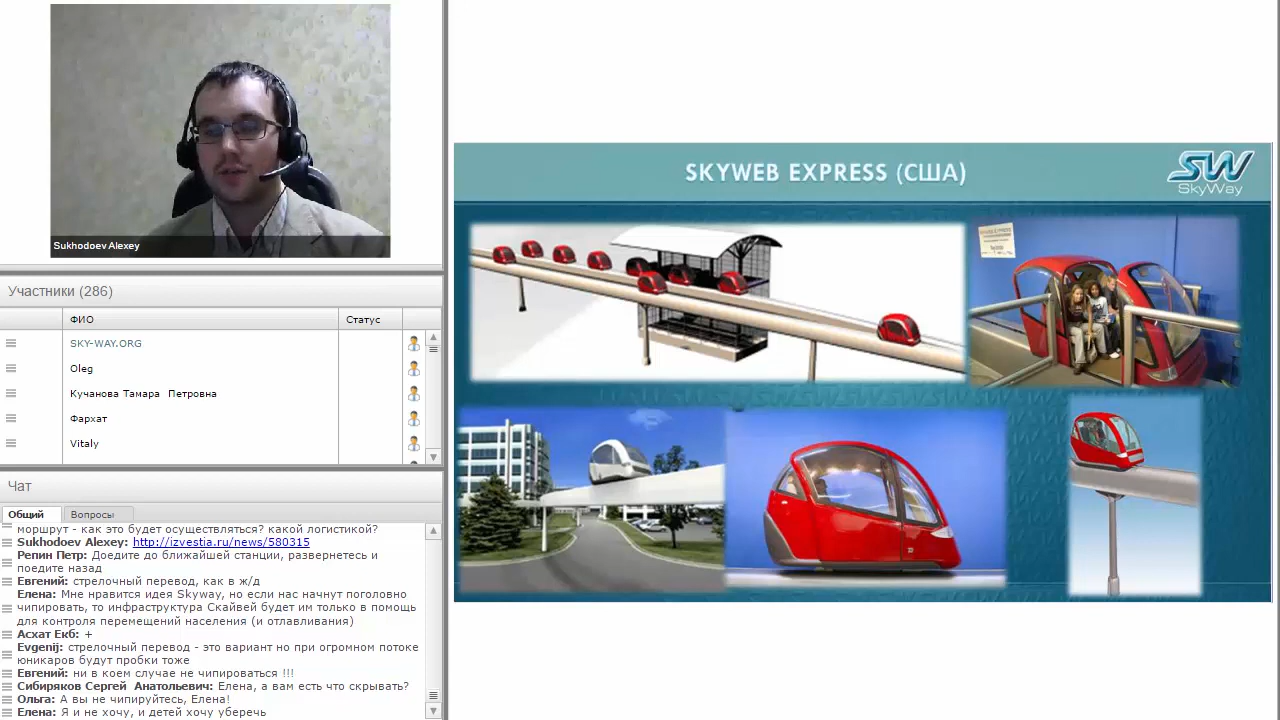 Sukhodoev Alexey
Участники (286)
ФИО
Статус
SKY-WAY.ORG
Oleg
Кучанова Тамара Петровна
Фархат
Vitaly
Чат
Общий
Вопросы
маршрут - как это будет осуществляться? какой логистикой?
Sukhodoev Alexey: http://izvestia.ru/news/580315
Репин Петр: Доедите до ближайшей станции, развернетесь и
поедите назад
Евгений: стрелочный перевод, как в ж/д
Елена: Мне нравится идея Skyway, но если нас начнут поголовно
чипировать, то инфраструктура Скайвей будет им только в помощь
для контроля перемещений населения (и отлавливания)
Асхат Екб: +
Evgenij: стрелочный перевод - это вариант но при огромном потоке
юникаров будут пробки тоже
Евгений: ни в коем случае не чипироваться !!!
Сибиряков Сергей Анатольевич: Елена, а вам есть что скрывать?
Ольга: А вы не чипируйтесь, Елена!
Елена: Я и не хочу, и детей хочу уберечь
SKYWEB EXPRESS (США)
SW
SkyWay